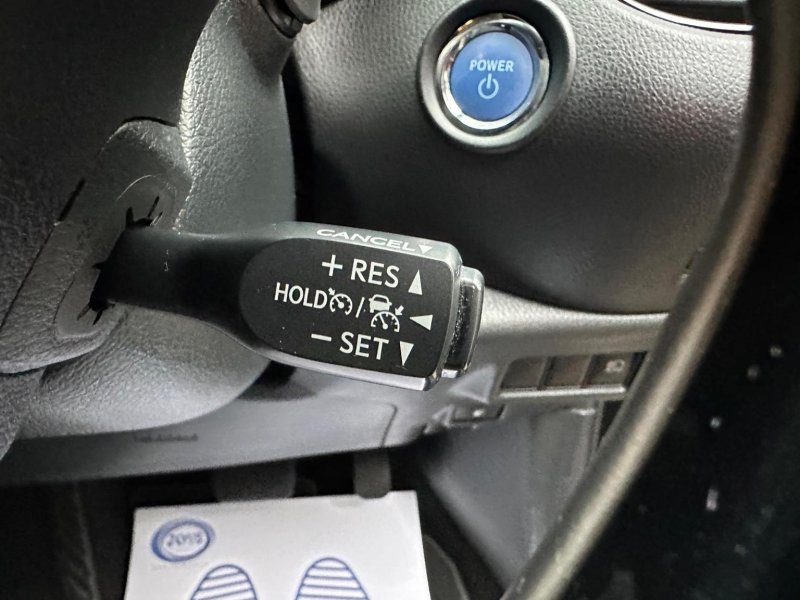 POWER
CANCEL▼
+ RES ▲
HOLD / ◀
− SET ▼